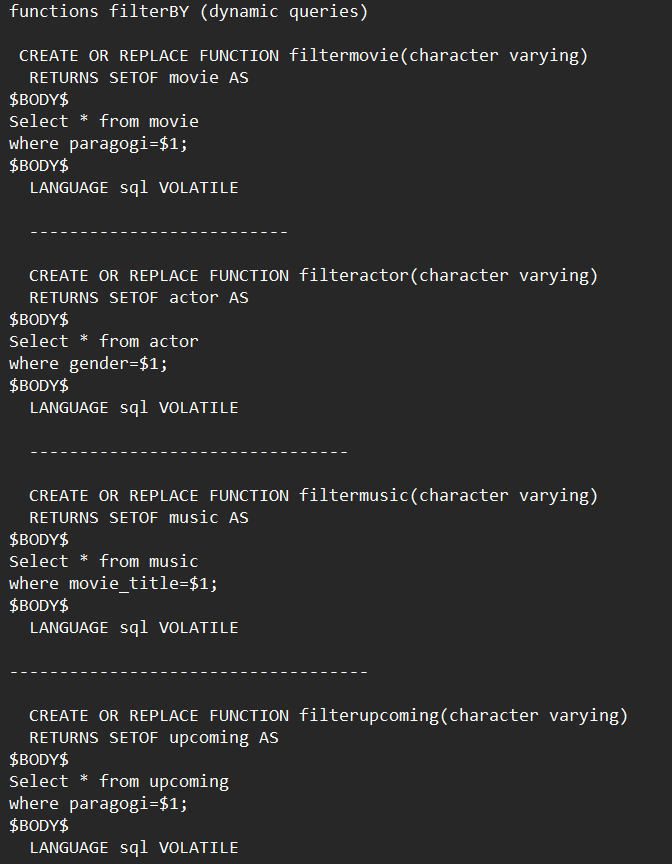 functions filterBY (dynamic queries)
CREATE OR REPLACE FUNCTION filtermovie(character varying)
RETURNS SETOF movie AS
$BODY$
Select * from movie
where paragogi=$1;
$BODY$
LANGUAGE sql VOLATILE
--------------------------
CREATE OR REPLACE FUNCTION filteractor(character varying)
RETURNS SETOF actor AS
$BODY$
Select * from actor
where gender=$1;
$BODY$
LANGUAGE sql VOLATILE
--------------------------------
CREATE OR REPLACE FUNCTION filtermusic(character varying)
RETURNS SETOF music AS
$BODY$
Select * from music
where movie_title=$1;
$BODY$
LANGUAGE sql VOLATILE
------------------------------------
CREATE OR REPLACE FUNCTION filterupcoming(character varying)
RETURNS SETOF upcoming AS
$BODY$
Select * from upcoming
where paragogi=$1;
$BODY$
LANGUAGE sql VOLATILE